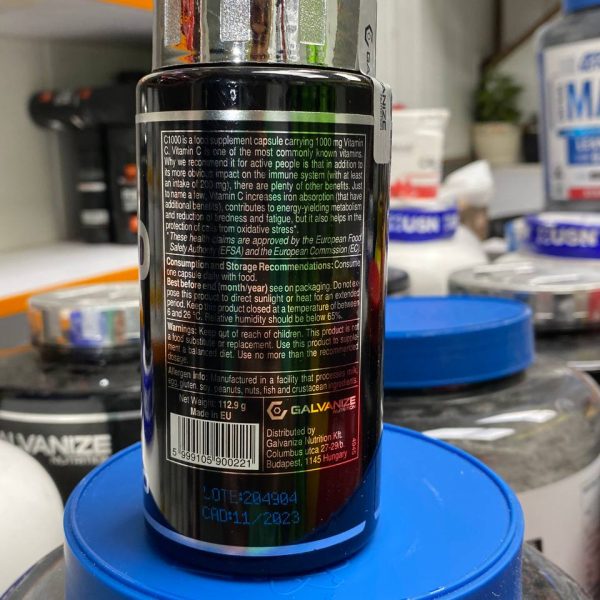 GALVANIZE
C1000 is a food supplement capsule carrying 1000 mg Vitamin
C. Vitamin C is one of the most commonly known vitamins.
Why we recommend it for active people is that in addition to
its more obvious impact on the immune system (with at least
an intake of 200 mg), there are plenty of other benefits. Just
to name a few, Vitamin C increases iron absorption (that have
additional benefits), contributes to energy-yielding metabolism
and reduction of tiredness and fatigue, but it also helps in the
protection of cells from oxidative stress*.
* These health claims are approved by the European Food
Safety Authority (EFSA) and the European Commission (EC).
Consumption and Storage Recommendations: Consume
one capsule daily with food.
Best before end (month/year) see on packaging. Do not ex-
pose this product to direct sunlight or heat for an extended
period. Keep the product closed at a temperature of between
6 and 26 °C. Relative humidity should be below 65%.
Warnings: Keep out of reach of children. This product is not
a food substitute or replacement. Use this product to supple-
ment a balanced diet. Use no more than the recommended
dosage.
Allergen Info: Manufactured in a facility that processes milk,
egg, gluten, soy, peanuts, nuts, fish and crustacean ingredients.
Net Weight: 112.9 g
Made in EU
5 999105 900221
GALVANIZE
NUTRITION
Distributed by
Galvanize Nutrition Kft.
Columbus utca 27-29/b.
Budapest, 1145 Hungary
4945
LOTE:204904
CAD:11/2023
USN
USN
MA
GALVANIZE
NUTRITION